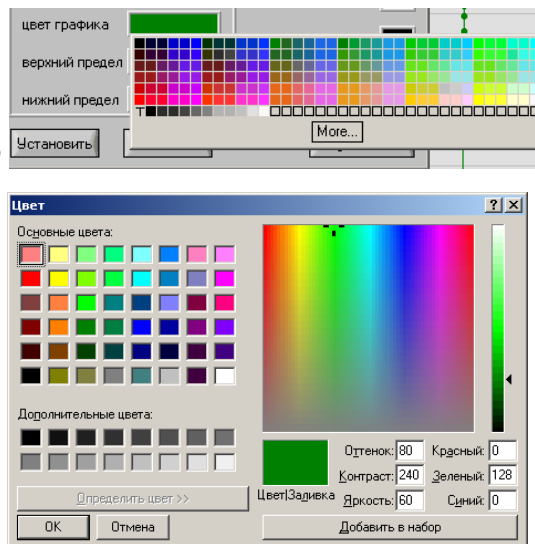 цвет графика
верхний предел
нижний предел
T
More...
Установить
Цвет
Основные цвета:
Дополнительные цвета:
Определить цвет >>
OK
Отмена
Цвет|Заливка
Оттенок: 80
Красный: 0
Контраст: 240
Зеленый: 128
Яркость: 60
Синий: 0
Добавить в набор